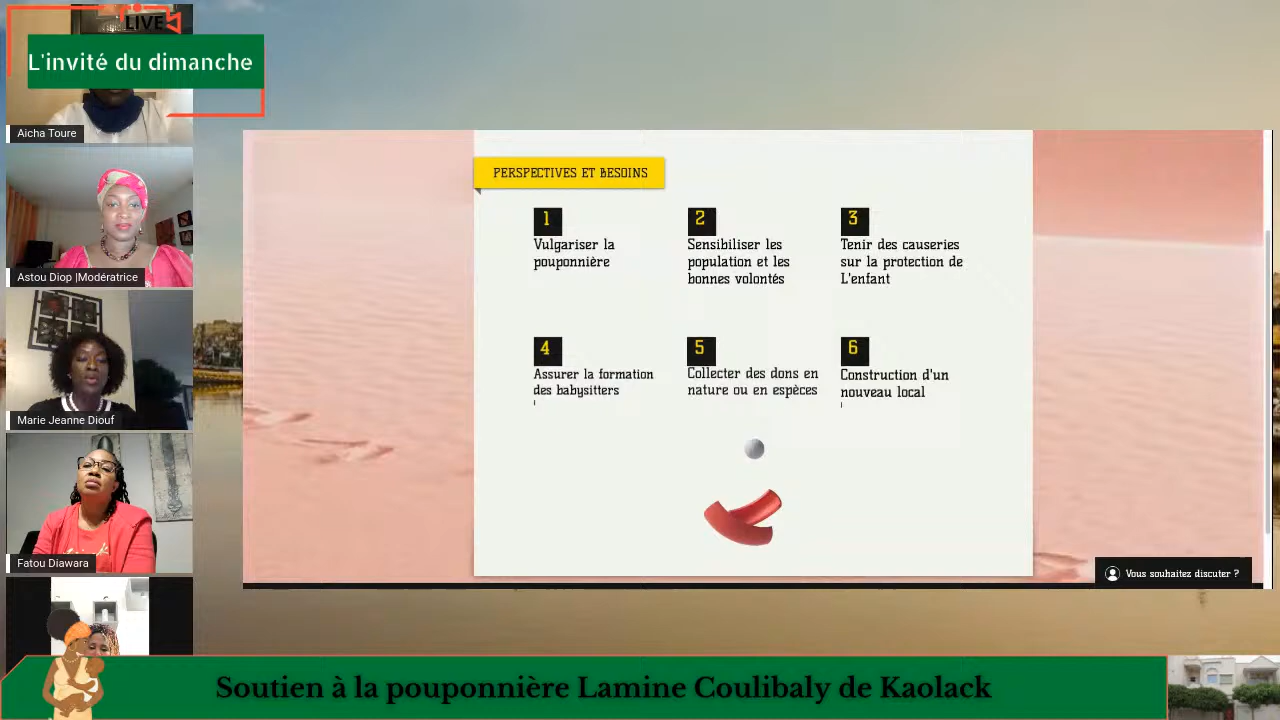 LIVE
L'invité du dimanche
Aicha Toure
Astou Diop |Modératrice
Marie Jeanne Diouf
Fatou Diawara
PERSPECTIVES ET BESOINS
1
Vulgariser la
pouponnière
2
Sensibiliser les
population et les
bonnes volontés
3
Tenir des causeries
sur la protection de
L'enfant
4
Assurer la formation
des babysitters
5
Collecter des dons en
nature ou en espèces
6
Construction d'un
nouveau local
Vous souhaitez discuter ?
Soutien à la pouponnière Lamine Coulibaly de Kaolack